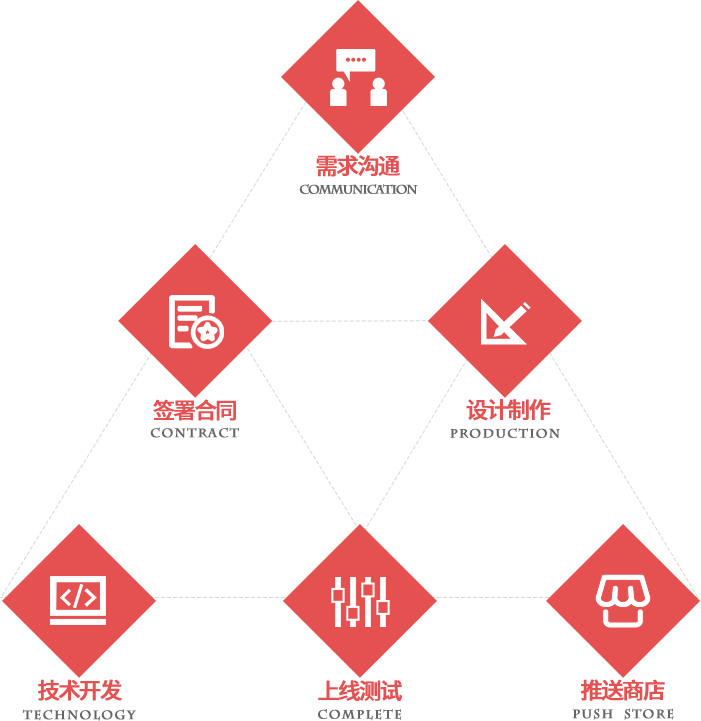 需求沟通
COMMUNICATION
签署合同
CONTRACT
设计制作
PRODUCTION
技术开发
TECHNOLOGY
上线测试
COMPLETE
推送商店
PUSH STORE